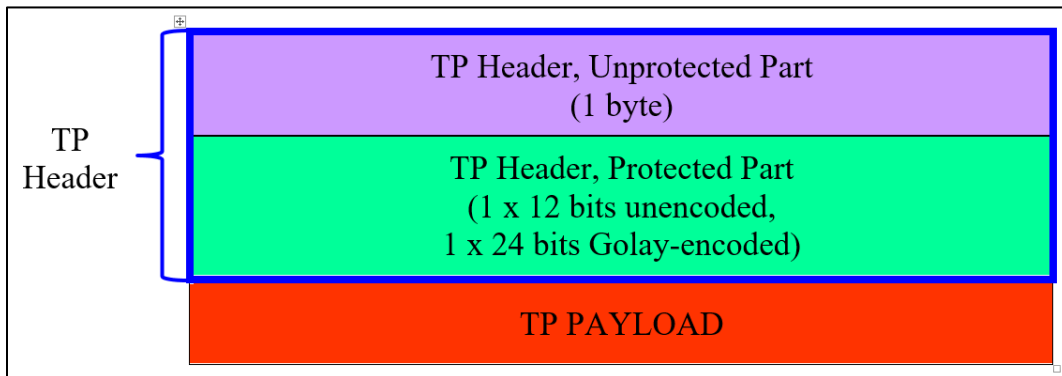 TP Header, Unprotected Part
(1 byte)
TP
Header
TP Header, Protected Part
(1 x 12 bits unencoded,
1 x 24 bits Golay-encoded)
TP PAYLOAD